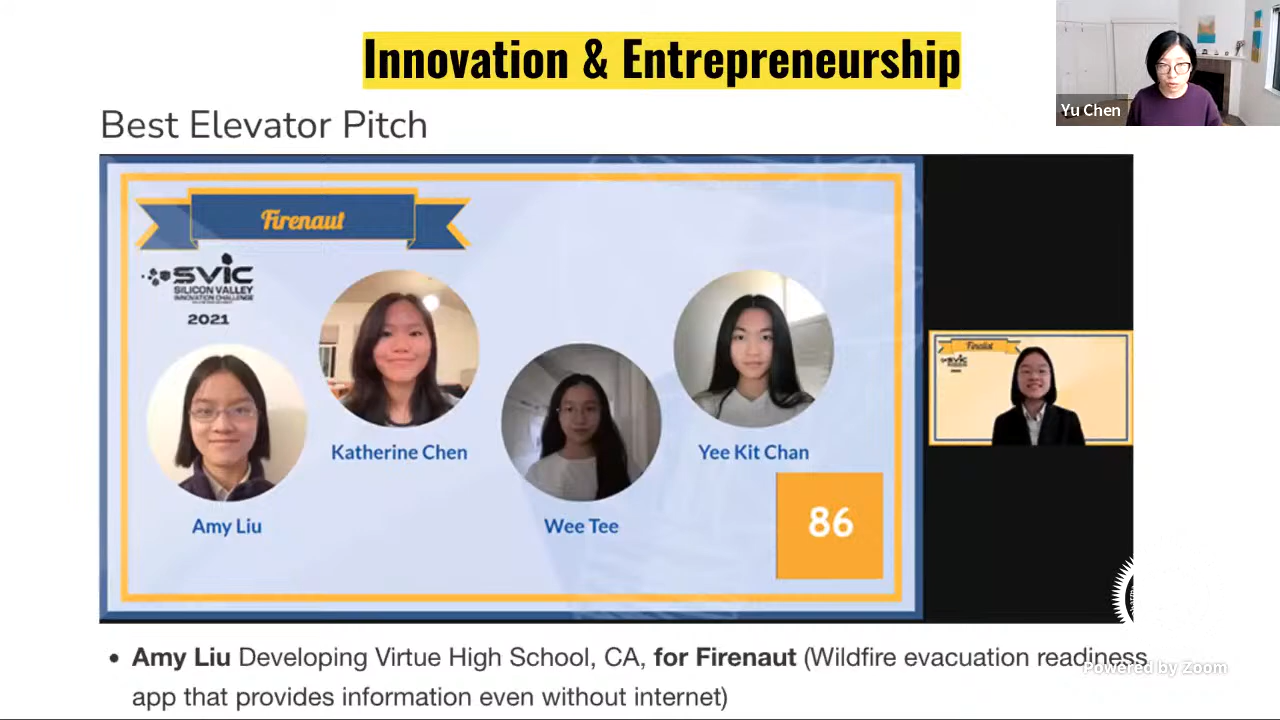 Innovation & Entrepreneurship
Yu Chen
Best Elevator Pitch
Firenaut
SVIC
SILICON VALLEY
INNOVATION CHALLENGE
2021
Katherine Chen
Yee Kit Chan
Amy Liu
Wee Tee
86
Finalist
SVIC
• Amy Liu Developing Virtue High School, CA, for Firenaut (Wildfire evacuation readiness
app that provides information even without internet)
Powered by Zoom